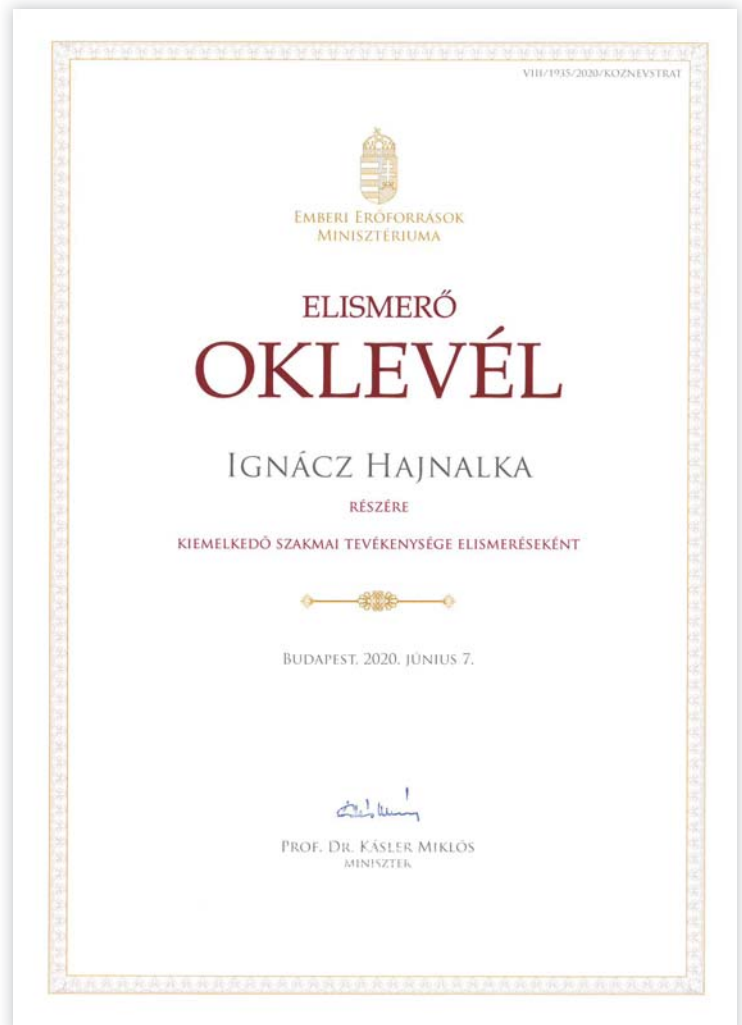 VIII/1935/2020/KOZNEVSTRAT
EMBERI ERŐFORRÁSOK
MINISZTÉRIUMA
ELISMERŐ
OKLEVÉL
IGNÁCZ HAJNALKA
RÉSZÉRE
KIEMELKEDŐ SZAKMAI TEVÉKENYSÉGE ELISMERÉSEKÉNT
BUDAPEST, 2020. JÚNIUS 7.
PROF. DR. KÁSLER MIKLÓS
MINISZTER